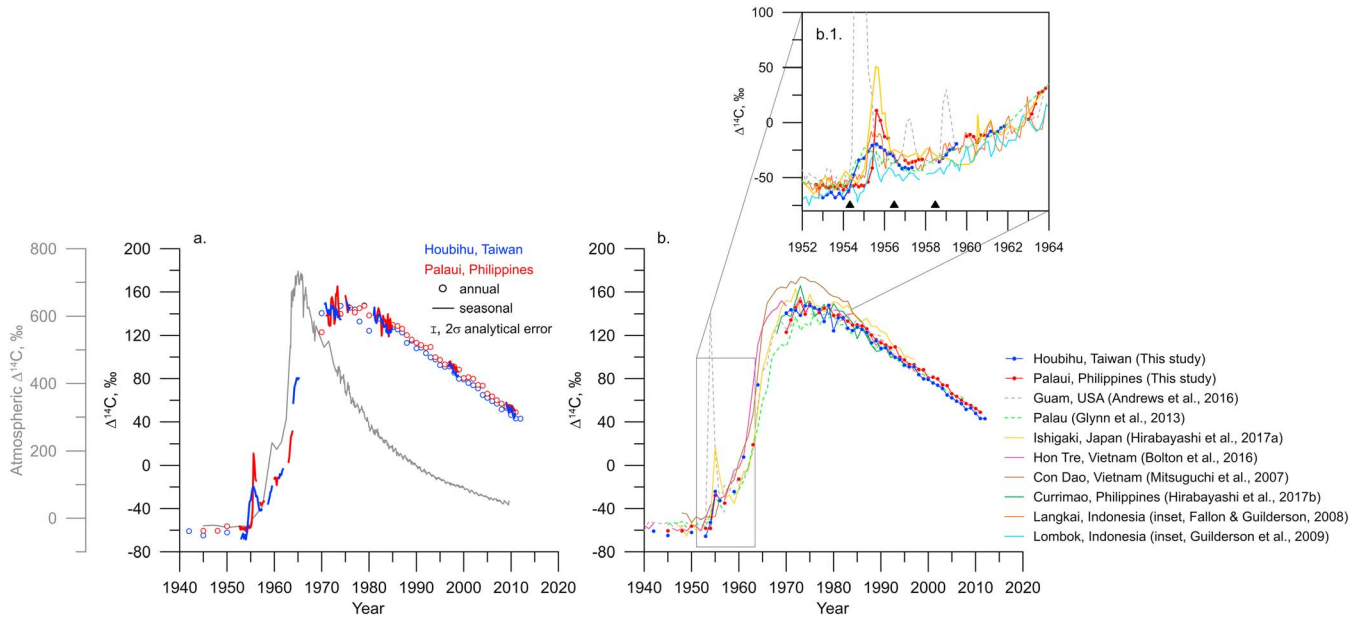 100
b.1.
50
Δ¹⁴C, ‰
0
-50
1952 1954 1956 1958 1960 1962 1964
800
600
400
200
0
Atmospheric Δ¹⁴C, ‰
200
160
120
80
40
0
-40
-80
Δ¹⁴C, ‰
a.
Houbihu, Taiwan
Palaui, Philippines
annual
seasonal
2σ analytical error
1940 1950 1960 1970 1980 1990 2000 2010 2020
Year
200
160
120
80
40
0
-40
-80
Δ¹⁴C, ‰
b.
1940 1950 1960 1970 1980 1990 2000 2010 2020
Year
Houbihu, Taiwan (This study)
Palaui, Philippines (This study)
Guam, USA (Andrews et al., 2016)
Palau (Glynn et al., 2013)
Ishigaki, Japan (Hirabayashi et al., 2017a)
Hon Tre, Vietnam (Bolton et al., 2016)
Con Dao, Vietnam (Mitsuguchi et al., 2007)
Currimao, Philippines (Hirabayashi et al., 2017b)
Langkai, Indonesia (inset, Fallon & Guilderson, 2008)
Lombok, Indonesia (inset, Guilderson et al., 2009)